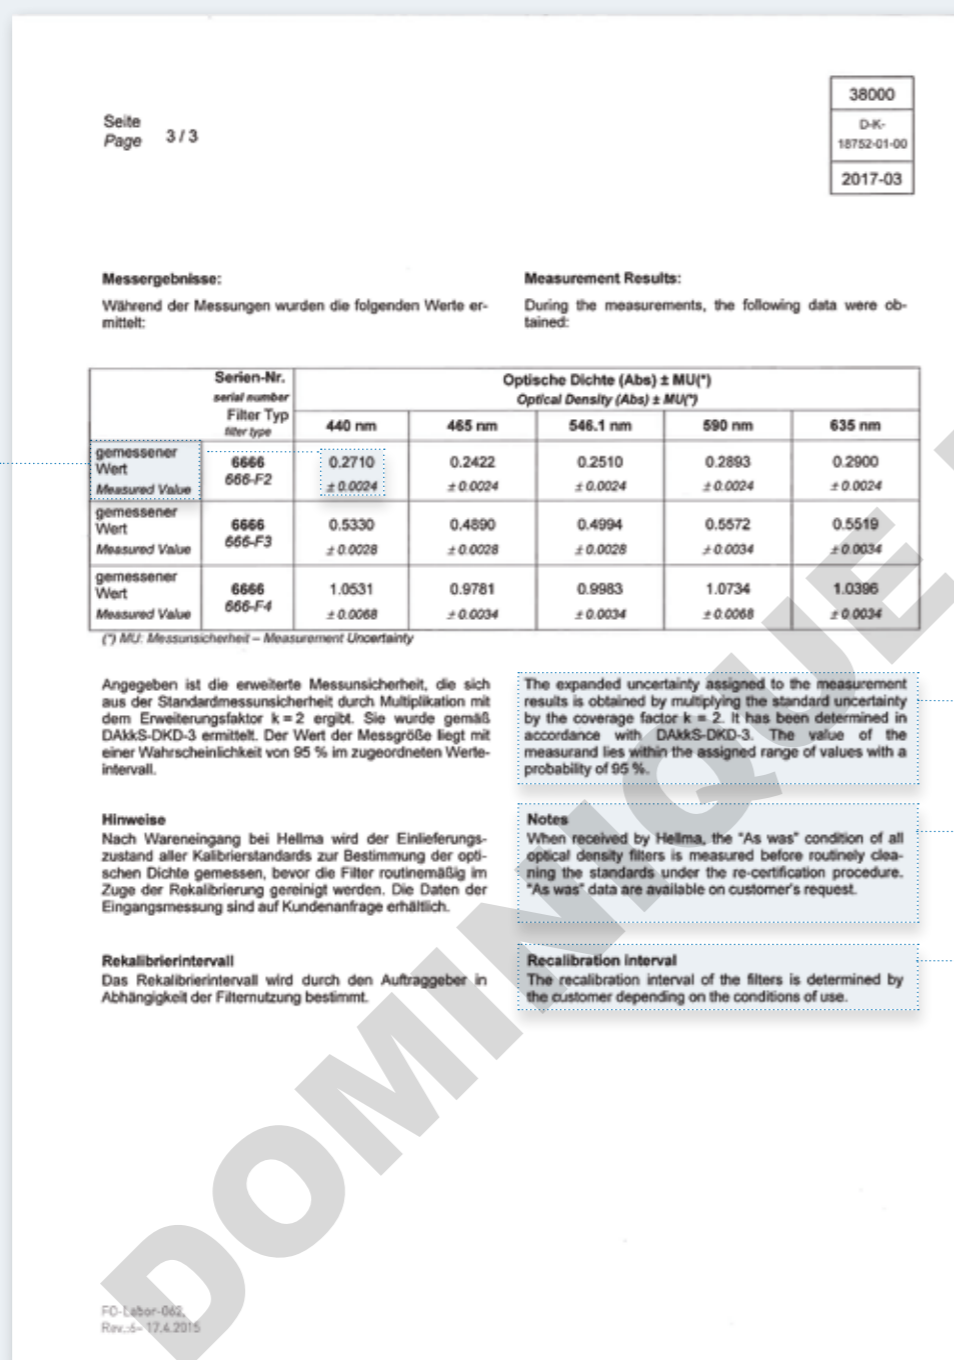 38000
D-K-
18752-01-00
2017-03
Seite
Page 3 / 3
Messergebnisse:
Während der Messungen wurden die folgenden Werte er-
mittelt:
Measurement Results:
During the measurements, the following data were ob-
tained:
Serien-Nr.
serial number
Filter Typ
filter type
Optische Dichte (Abs) ± MU(*)
Optical Density (Abs) ± MU(*)
440 nm 465 nm 546.1 nm 590 nm 635 nm
gemessener
Wert
Measured Value
6666
666-F2
0.2710 0.2422 0.2510 0.2893 0.2900
± 0.0024 ± 0.0024 ± 0.0024 ± 0.0024 ± 0.0024
gemessener
Wert
Measured Value
6666
666-F3
0.5330 0.4890 0.4994 0.5572 0.5519
± 0.0028 ± 0.0028 ± 0.0028 ± 0.0034 ± 0.0034
gemessener
Wert
Measured Value
6666
666-F4
1.0531 0.9781 0.9983 1.0734 1.0396
± 0.0068 ± 0.0034 ± 0.0034 ± 0.0068 ± 0.0034
(*) MU: Messunsicherheit – Measurement Uncertainty
Angegeben ist die erweiterte Messunsicherheit, die sich
aus der Standardmessunsicherheit durch Multiplikation mit
dem Erweiterungsfaktor k = 2 ergibt. Sie wurde gemäß
DAkkS-DKD-3 ermittelt. Der Wert der Messgröße liegt mit
einer Wahrscheinlichkeit von 95 % im zugeordneten Werte-
intervall.
The expanded uncertainty assigned to the measurement
results is obtained by multiplying the standard uncertainty
by the coverage factor k = 2. It has been determined in
accordance with DAkkS-DKD-3. The value of the
measurand lies within the assigned range of values with a
probability of 95 %.
Hinweise
Nach Wareneingang bei Hellma wird der Einlieferungs-
zustand aller Kalibrierstandards zur Bestimmung der opti-
schen Dichte gemessen, bevor die Filter routinemäßig im
Zuge der Rekalibrierung gereinigt werden. Die Daten der
Eingangsmessung sind auf Kundenanfrage erhältlich.
Notes
When received by Hellma, the "As was" condition of all
optical density filters is measured before routinely clea-
ning the standards under the re-certification procedure.
"As was" data are available on customer's request.
Rekalibrierintervall
Das Rekalibrierintervall wird durch den Auftraggeber in
Abhängigkeit der Filternutzung bestimmt.
Recalibration interval
The recalibration interval of the filters is determined by
the customer depending on the conditions of use.
DOMINIQUE
FO-Labor-062,
Rev.:6– 17.4.2015